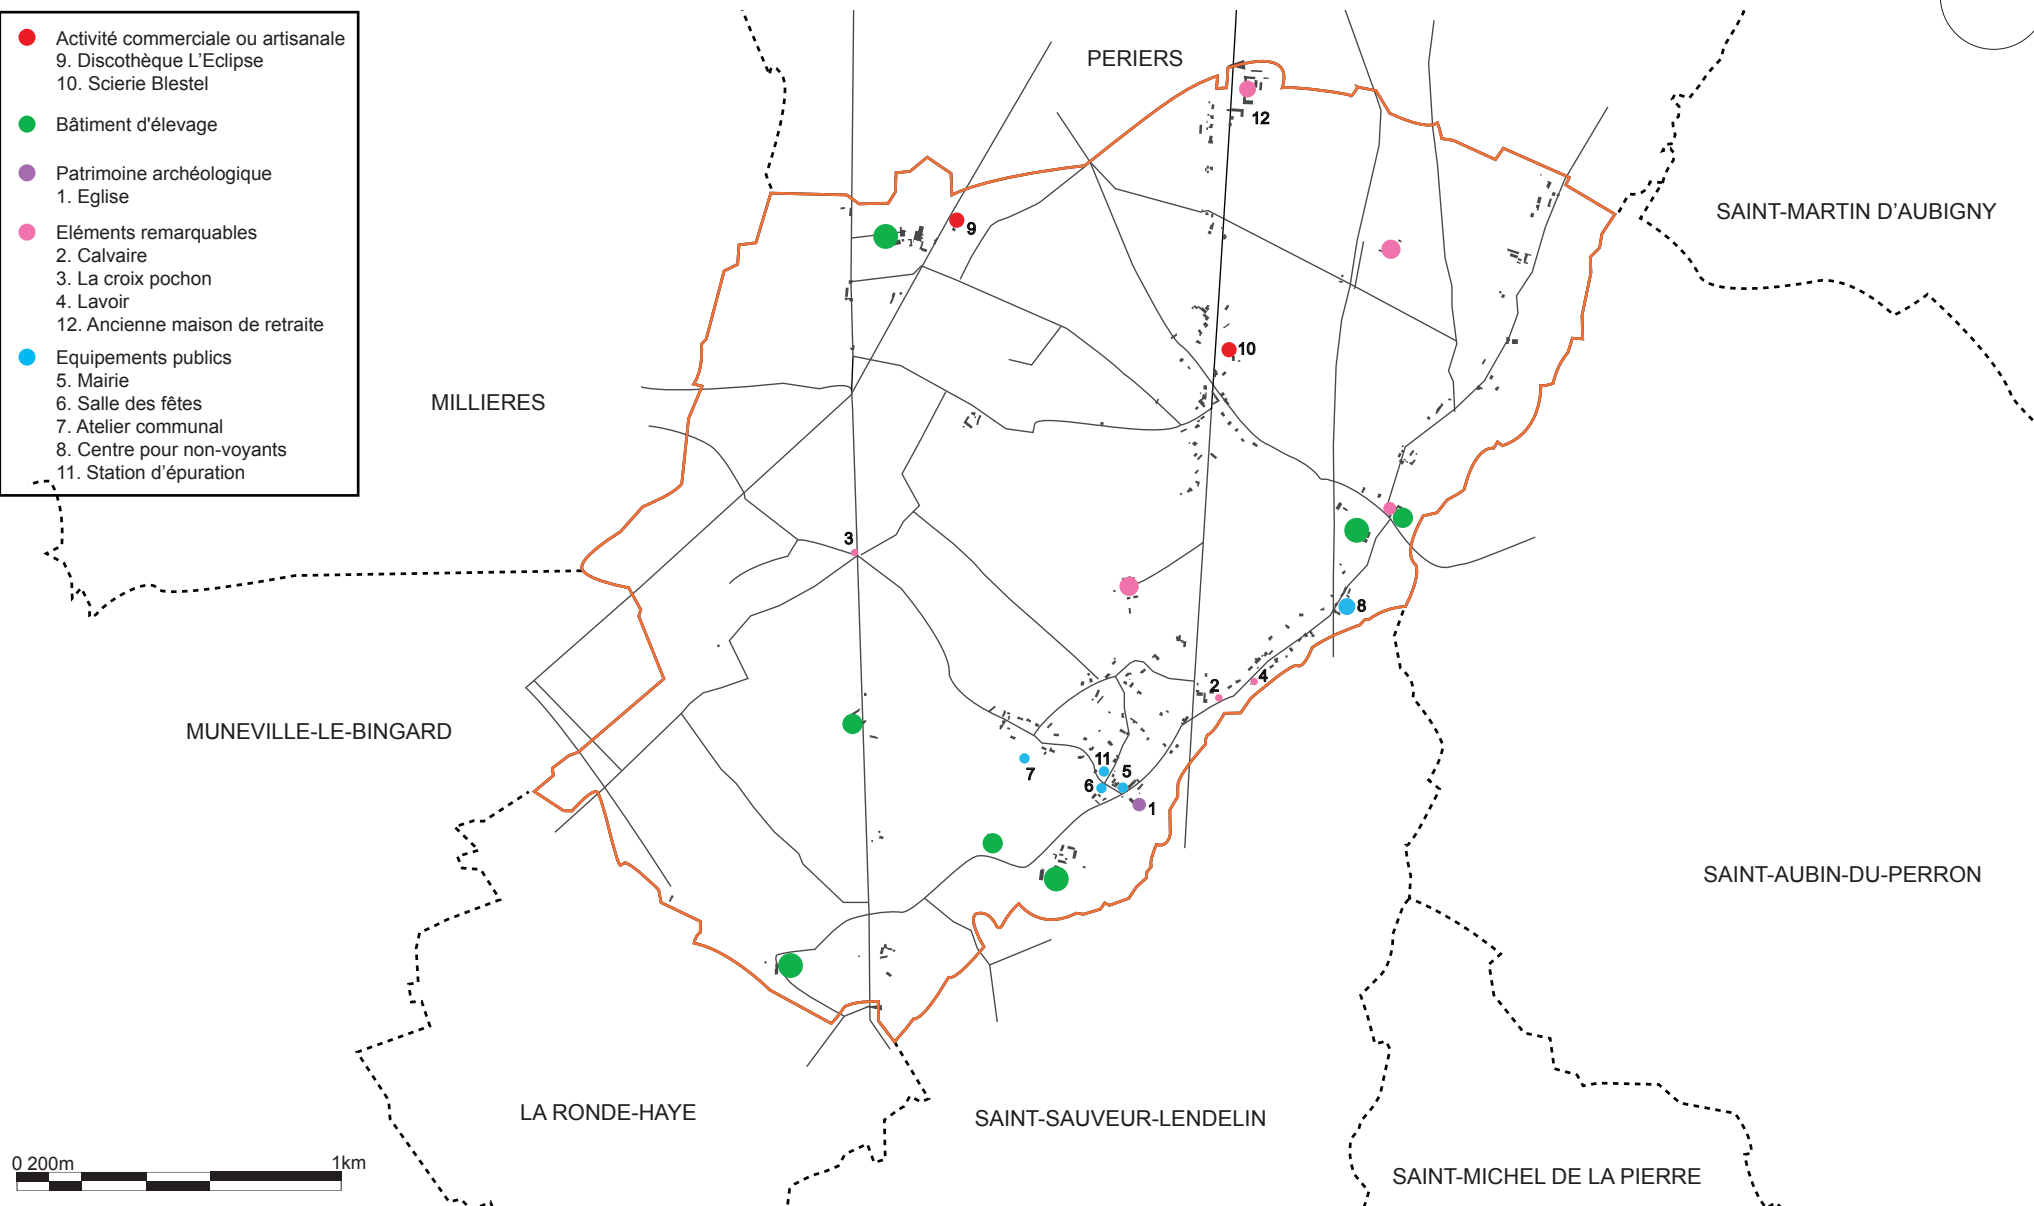 Activité commerciale ou artisanale
9. Discothèque L'Eclipse
10. Scierie Blestel
Bâtiment d'élevage
Patrimoine archéologique
1. Eglise
Eléments remarquables
2. Calvaire
3. La croix pochon
4. Lavoir
12. Ancienne maison de retraite
Equipements publics
5. Mairie
6. Salle des fêtes
7. Atelier communal
8. Centre pour non-voyants
11. Station d'épuration
PERIERS
12
SAINT-MARTIN D'AUBIGNY
9
10
MILLIERES
3
8
4
2
MUNEVILLE-LE-BINGARD
11
7
5
6
1
SAINT-AUBIN-DU-PERRON
LA RONDE-HAYE
SAINT-SAUVEUR-LENDELIN
SAINT-MICHEL DE LA PIERRE
0 200m 1km